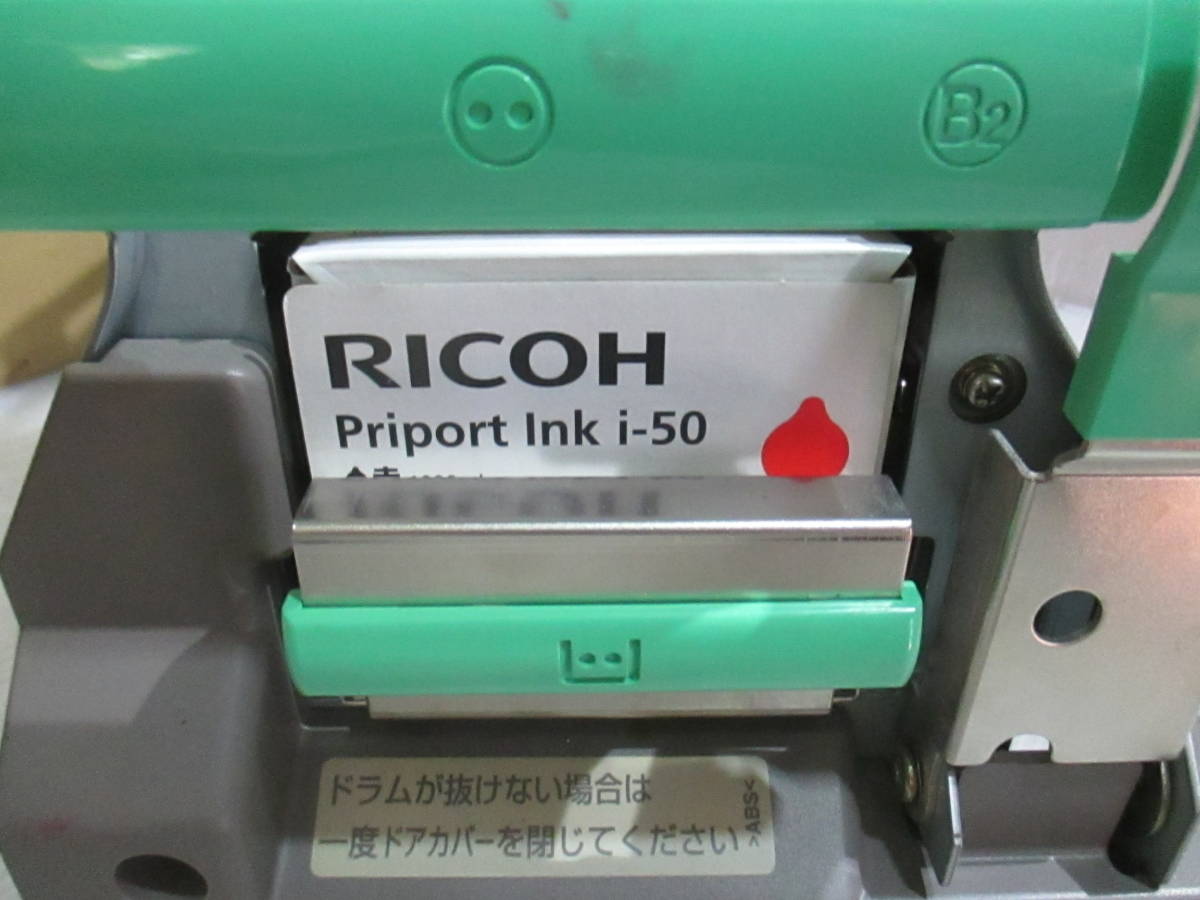 B2
RICOH
Priport Ink i-50
ドラムが抜けない場合は
一度ドアカバーを閉じてください
>ABS<